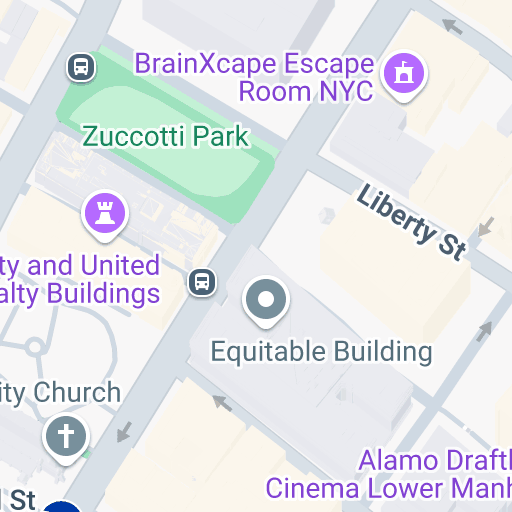 BrainXcape Escape
Room NYC
Zuccotti Park
Liberty St
ty and United
alty Buildings
Equitable Building
ity Church
Alamo Drafth
Cinema Lower Manh
l St